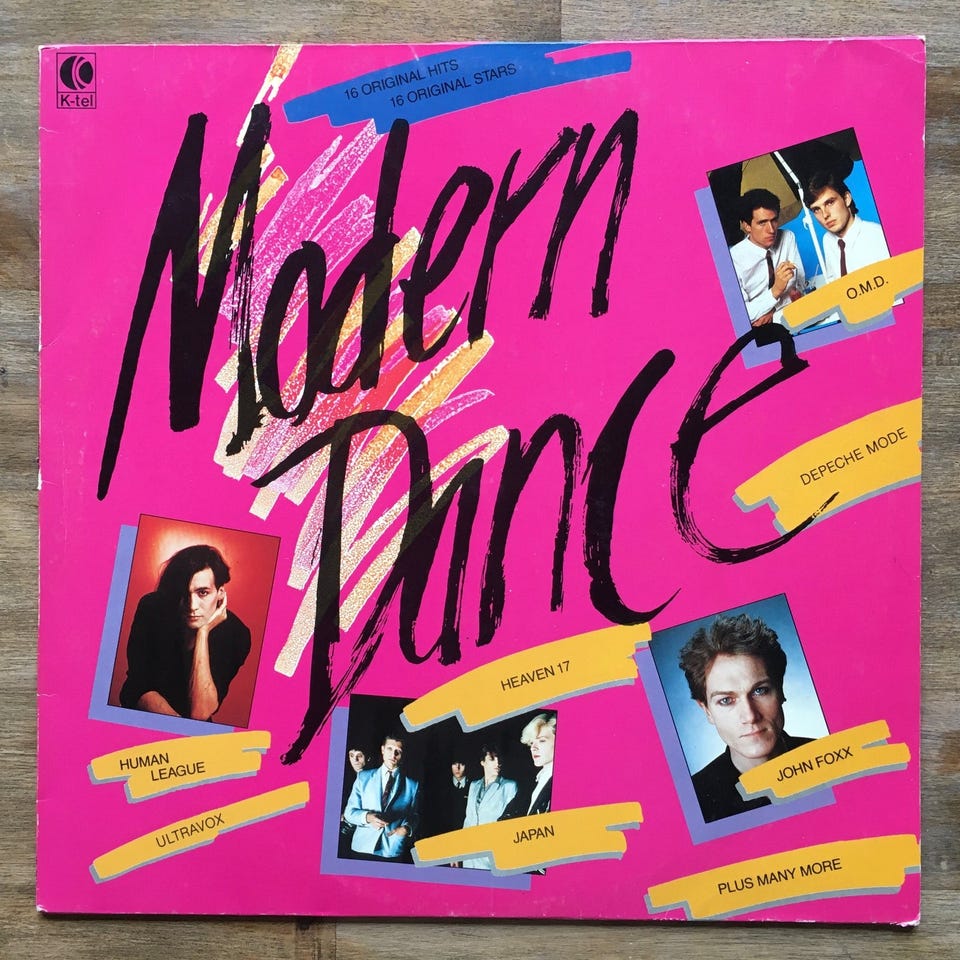 K-tel
16 ORIGINAL HITS
16 ORIGINAL STARS
Modern
Dance
O.M.D.
DEPECHE MODE
HEAVEN 17
HUMAN
LEAGUE
JOHN FOXX
ULTRAVOX
JAPAN
PLUS MANY MORE